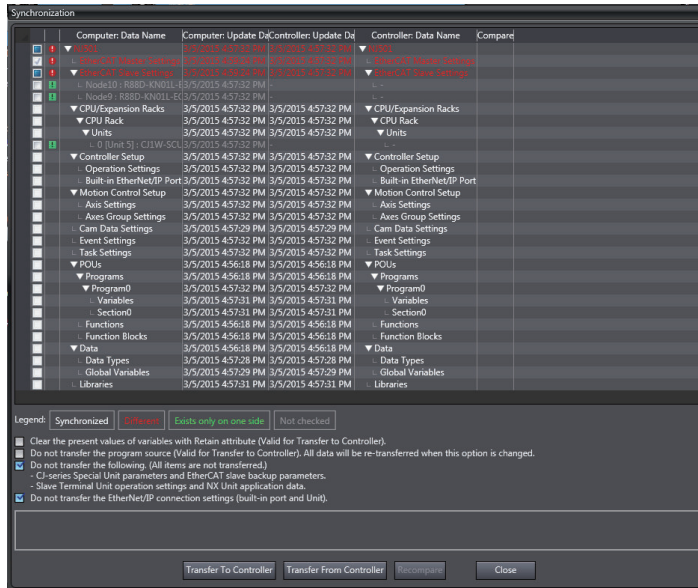 Synchronization
Computer: Data Name Computer: Update Da Controller: Update Da Controller: Data Name Compare
Node10 : R88D-KN01L-E 3/5/2015 4:57:32 PM - -
Node9 : R88D-KN01L-EC 3/5/2015 4:57:32 PM - -
CPU/Expansion Racks 3/5/2015 4:57:32 PM 3/5/2015 4:57:32 PM CPU/Expansion Racks
CPU Rack 3/5/2015 4:57:32 PM 3/5/2015 4:57:32 PM CPU Rack
Units 3/5/2015 4:57:32 PM 3/5/2015 4:57:32 PM Units
0 [Unit 5] : CJ1W-SCU 3/5/2015 4:57:32 PM - -
Controller Setup 3/5/2015 4:57:32 PM 3/5/2015 4:57:32 PM Controller Setup
Operation Settings 3/5/2015 4:57:32 PM 3/5/2015 4:57:32 PM Operation Settings
Built-in EtherNet/IP Port 3/5/2015 4:57:32 PM 3/5/2015 4:57:32 PM Built-in EtherNet/IP Port
Motion Control Setup 3/5/2015 4:57:32 PM 3/5/2015 4:57:32 PM Motion Control Setup
Axis Settings 3/5/2015 4:57:32 PM 3/5/2015 4:57:32 PM Axis Settings
Axes Group Settings 3/5/2015 4:57:32 PM 3/5/2015 4:57:32 PM Axes Group Settings
Cam Data Settings 3/5/2015 4:57:29 PM 3/5/2015 4:57:29 PM Cam Data Settings
Event Settings 3/5/2015 4:57:32 PM 3/5/2015 4:57:32 PM Event Settings
Task Settings 3/5/2015 4:57:32 PM 3/5/2015 4:57:32 PM Task Settings
POUs 3/5/2015 4:56:18 PM 3/5/2015 4:56:18 PM POUs
Programs 3/5/2015 4:56:18 PM 3/5/2015 4:56:18 PM Programs
Program0 3/5/2015 4:57:32 PM 3/5/2015 4:57:32 PM Program0
Variables 3/5/2015 4:57:31 PM 3/5/2015 4:57:31 PM Variables
Section0 3/5/2015 4:57:31 PM 3/5/2015 4:57:31 PM Section0
Functions 3/5/2015 4:56:18 PM 3/5/2015 4:56:18 PM Functions
Function Blocks 3/5/2015 4:56:18 PM 3/5/2015 4:56:18 PM Function Blocks
Data 3/5/2015 4:56:18 PM 3/5/2015 4:56:18 PM Data
Data Types 3/5/2015 4:57:28 PM 3/5/2015 4:57:28 PM Data Types
Global Variables 3/5/2015 4:57:29 PM 3/5/2015 4:57:29 PM Global Variables
Libraries 3/5/2015 4:57:31 PM 3/5/2015 4:57:31 PM Libraries
Legend: Synchronized Different Exists only on one side Not checked
Clear the present values of variables with Retain attribute (Valid for Transfer to Controller).
Do not transfer the program source (Valid for Transfer to Controller). All data will be re-transferred when this option is changed.
Do not transfer the following. (All items are not transferred.)
- CJ-series Special Unit parameters and EtherCAT slave backup parameters.
- Slave Terminal Unit operation settings and NX Unit application data.
Do not transfer the EtherNet/IP connection settings (built-in port and Unit).
Transfer To Controller Transfer From Controller Recompare Close